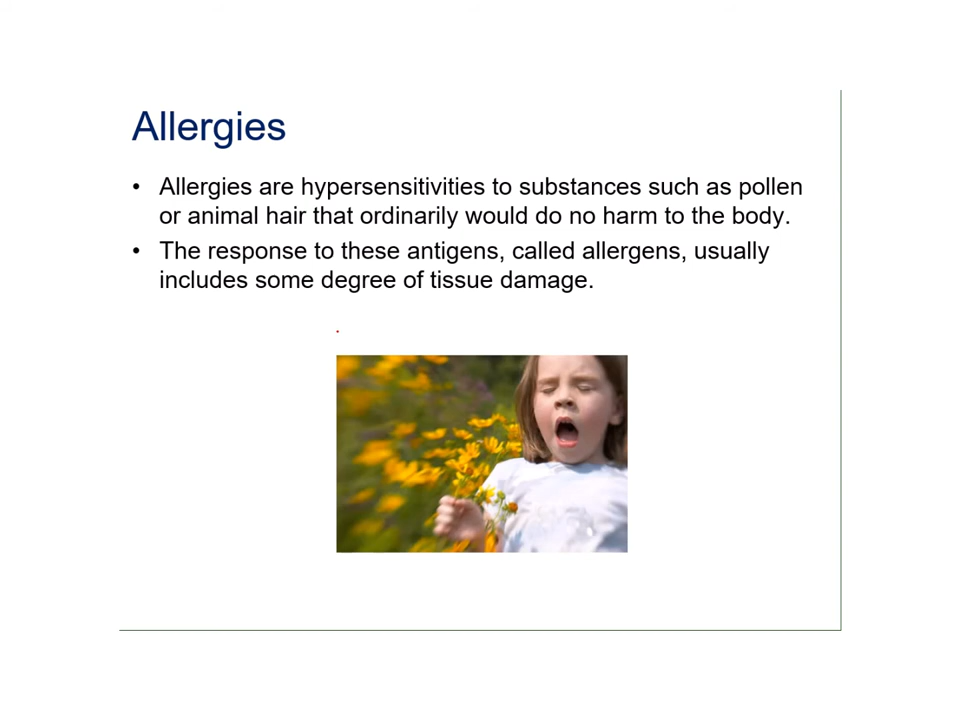 Allergies
• Allergies are hypersensitivities to substances such as pollen
or animal hair that ordinarily would do no harm to the body.
• The response to these antigens, called allergens, usually
includes some degree of tissue damage.